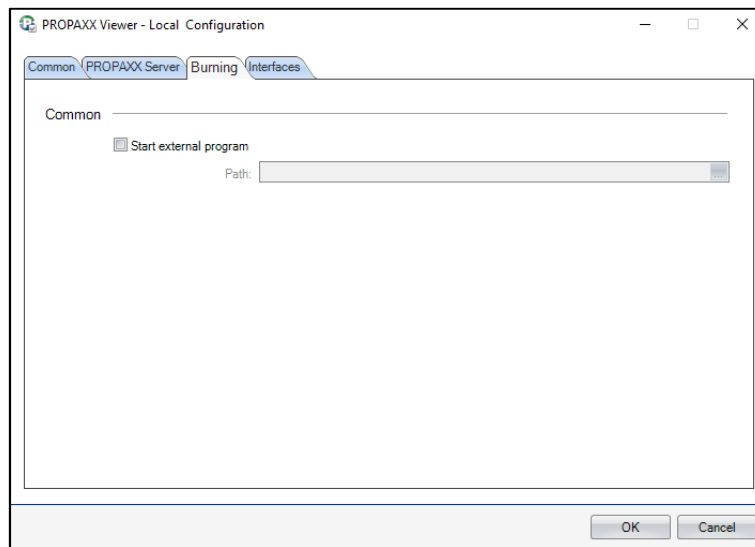 PROPAXX Viewer - Local Configuration
Common PROPAXX Server Burning Interfaces
Common
Start external program
Path:
...
OK Cancel